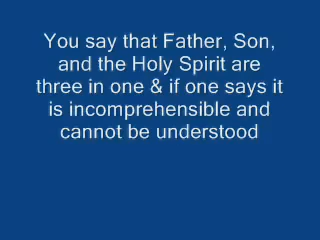 You say that Father, Son,
and the Holy Spirit are
three in one & if one says it
is incomprehensible and
cannot be understood